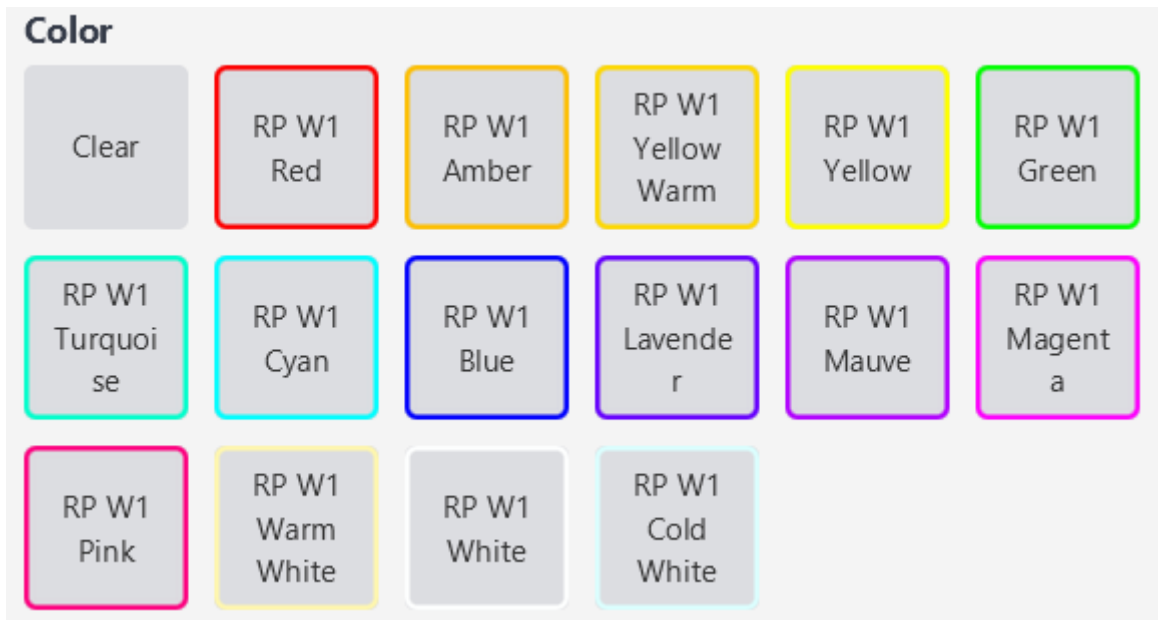 Color
Clear
RP W1
Red
RP W1
Amber
RP W1
Yellow
Warm
RP W1
Yellow
RP W1
Green
RP W1
Turquoi
se
RP W1
Cyan
RP W1
Blue
RP W1
Lavende
r
RP W1
Mauve
RP W1
Magent
a
RP W1
Pink
RP W1
Warm
White
RP W1
White
RP W1
Cold
White